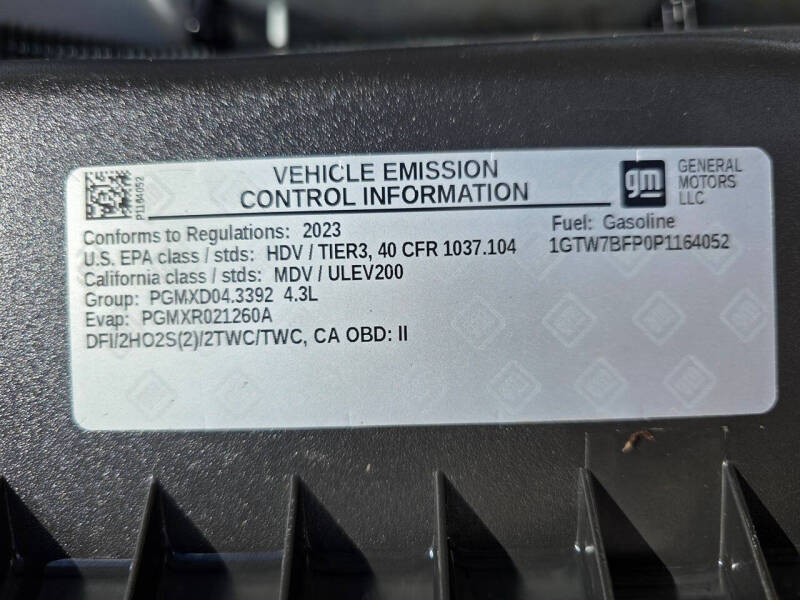 VEHICLE EMISSION
CONTROL INFORMATION
P1164052
gm
GENERAL
MOTORS
LLC
Conforms to Regulations: 2023
U.S. EPA class / stds: HDV / TIER3, 40 CFR 1037.104
California class / stds: MDV / ULEV200
Group: PGMXD04.3392 4.3L
Evap: PGMXR021260A
DFI/2HO2S(2)/2TWC/TWC, CA OBD: II
Fuel: Gasoline
1GTW7BFP0P1164052